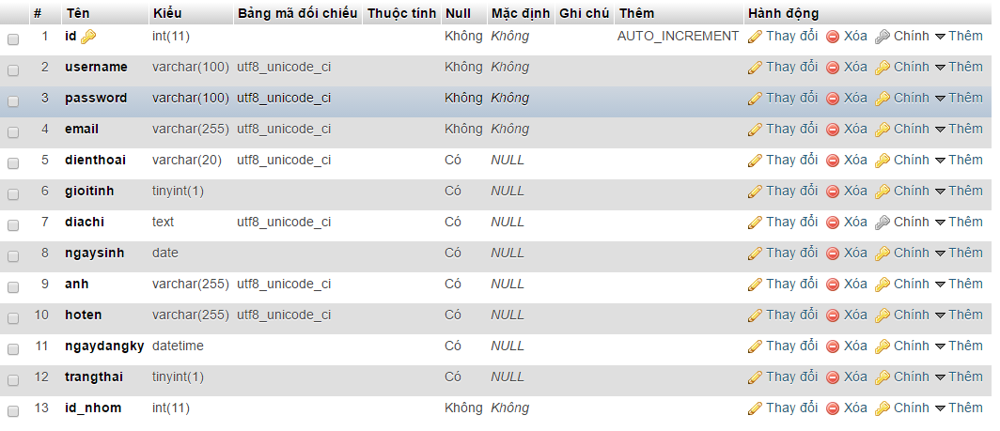 # Tên Kiểu Bảng mã đối chiếu Thuộc tính Null Mặc định Ghi chú Thêm Hành động
1 id int(11) Không Không AUTO_INCREMENT Thay đổi Xóa Chính Thêm
2 username varchar(100) utf8_unicode_ci Không Không Thay đổi Xóa Chính Thêm
3 password varchar(100) utf8_unicode_ci Không Không Thay đổi Xóa Chính Thêm
4 email varchar(255) utf8_unicode_ci Không Không Thay đổi Xóa Chính Thêm
5 dienthoai varchar(20) utf8_unicode_ci Có NULL Thay đổi Xóa Chính Thêm
6 gioitinh tinyint(1) Có NULL Thay đổi Xóa Chính Thêm
7 diachi text utf8_unicode_ci Có NULL Thay đổi Xóa Chính Thêm
8 ngaysinh date Có NULL Thay đổi Xóa Chính Thêm
9 anh varchar(255) utf8_unicode_ci Có NULL Thay đổi Xóa Chính Thêm
10 hoten varchar(255) utf8_unicode_ci Có NULL Thay đổi Xóa Chính Thêm
11 ngaydangky datetime Có NULL Thay đổi Xóa Chính Thêm
12 trangthai tinyint(1) Có NULL Thay đổi Xóa Chính Thêm
13 id_nhom int(11) Không Không Thay đổi Xóa Chính Thêm